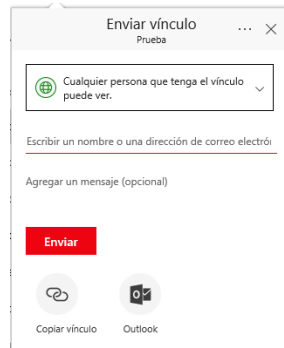 Enviar vínculo
Prueba
Cualquier persona que tenga el vínculo
puede ver.
Escribir un nombre o una dirección de correo electró
Agregar un mensaje (opcional)
Enviar
Copiar vínculo
Outlook